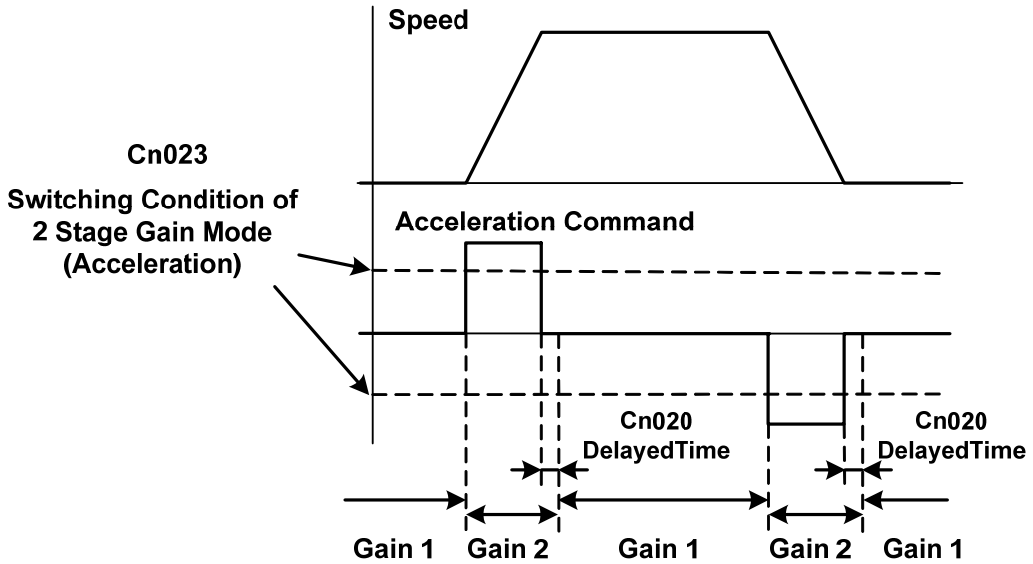 Speed
Cn023
Switching Condition of
2 Stage Gain Mode
(Acceleration)
Acceleration Command
Cn020
DelayedTime
Cn020
DelayedTime
Gain 1
Gain 2
Gain 1
Gain 2
Gain 1